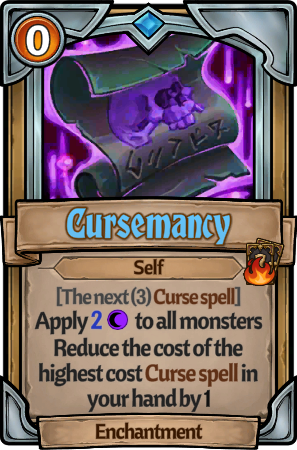 0
Cursemancy
Self
[The next (3) Curse spell]
Apply 2 to all monsters
Reduce the cost of the
highest cost Curse spell in
your hand by 1
Enchantment